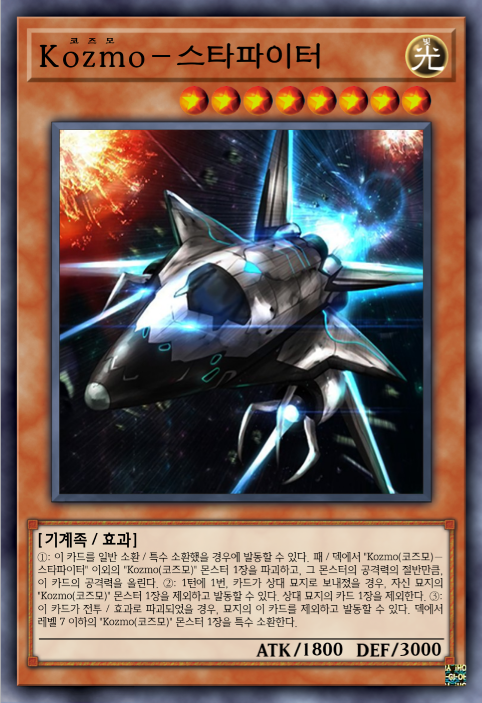 코즈모
Kozmo－스타파이터
빛
光
[기계족 / 효과]
①: 이 카드를 일반 소환 / 특수 소환했을 경우에 발동할 수 있다. 패 / 덱에서 "Kozmo(코즈모)－
스타파이터" 이외의 "Kozmo(코즈모)" 몬스터 1장을 파괴하고, 그 몬스터의 공격력의 절반만큼,
이 카드의 공격력을 올린다. ②: 1턴에 1번, 카드가 상대 묘지로 보내졌을 경우, 자신 묘지의
"Kozmo(코즈모)" 몬스터 1장을 제외하고 발동할 수 있다. 상대 묘지의 카드 1장을 제외한다. ③:
이 카드가 전투 / 효과로 파괴되었을 경우, 묘지의 이 카드를 제외하고 발동할 수 있다. 덱에서
레벨 7 이하의 "Kozmo(코즈모)" 몬스터 1장을 특수 소환한다.
ATK/1800 DEF/3000